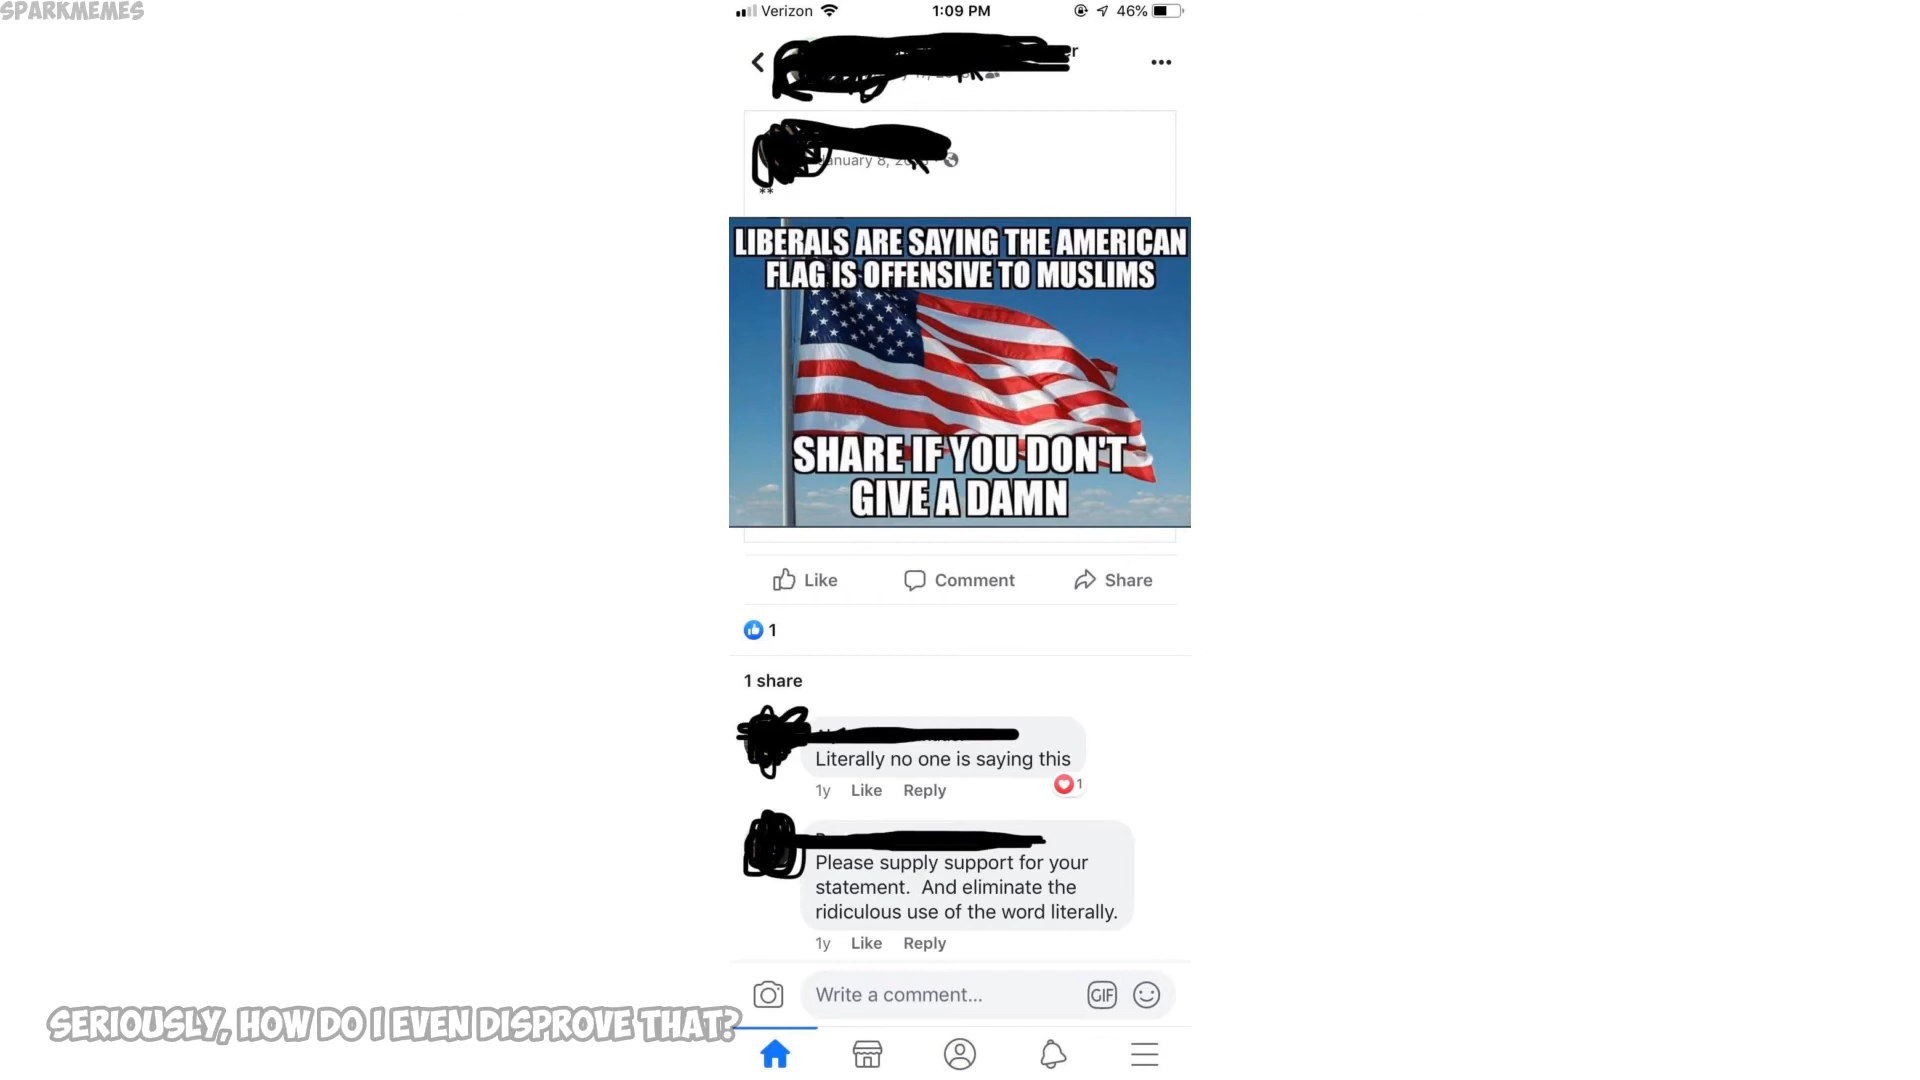 SPARKMEMES
Verizon
1:09 PM
46%
January 8,
**
LIBERALS ARE SAYING THE AMERICAN
FLAG IS OFFENSIVE TO MUSLIMS
SHARE IF YOU DON'T
GIVE A DAMN
Like Comment Share
1
1 share
Literally no one is saying this
1y Like Reply
1
Please supply support for your
statement. And eliminate the
ridiculous use of the word literally.
1y Like Reply
Write a comment...
GIF
SERIOUSLY, HOW DO I EVEN DISPROVE THAT?